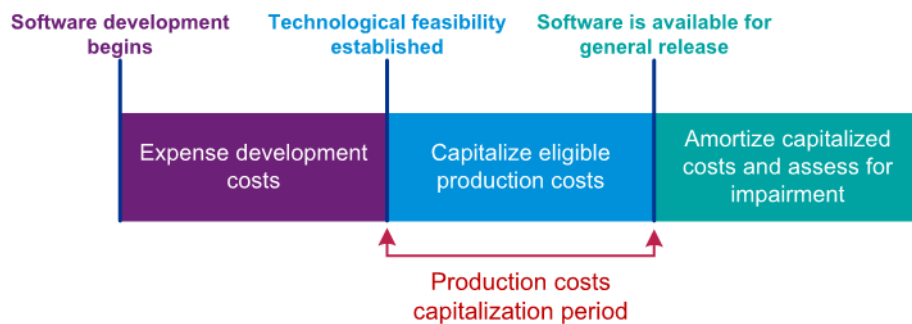 Software development
begins
Technological feasibility
established
Software is available for
general release
Expense development
costs
Capitalize eligible
production costs
Amortize capitalized
costs and assess for
impairment
Production costs
capitalization period